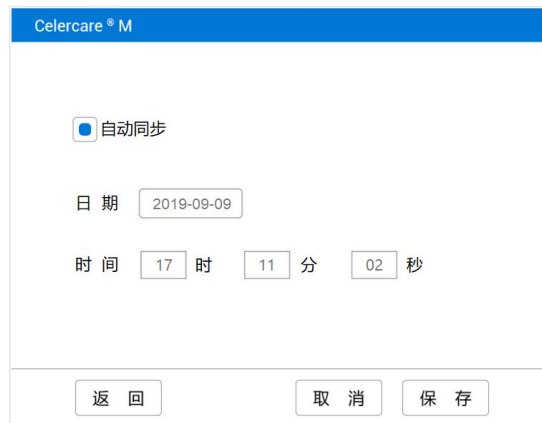 Celercare ® M
自动同步
日 期 2019-09-09
时 间 17 时 11 分 02 秒
返 回 取 消 保 存